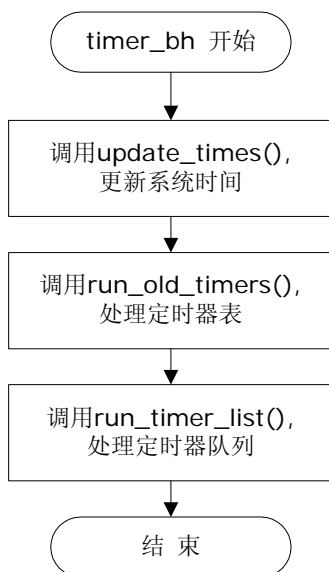 timer_bh 开始
调用update_times(),
更新系统时间
调用run_old_timers(),
处理定时器表
调用run_timer_list(),
处理定时器队列
结 束